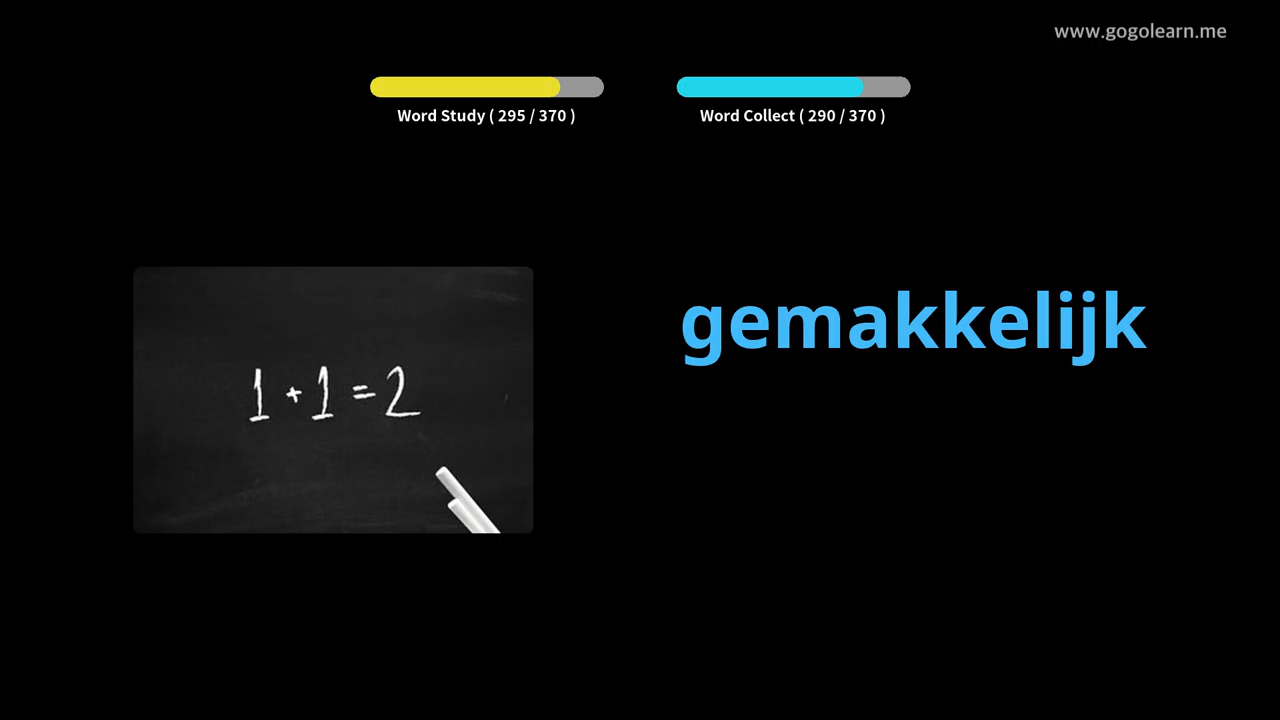 www.gogolearn.me
Word Study ( 295 / 370 )
Word Collect ( 290 / 370 )
gemakkelijk
1 + 1 = 2